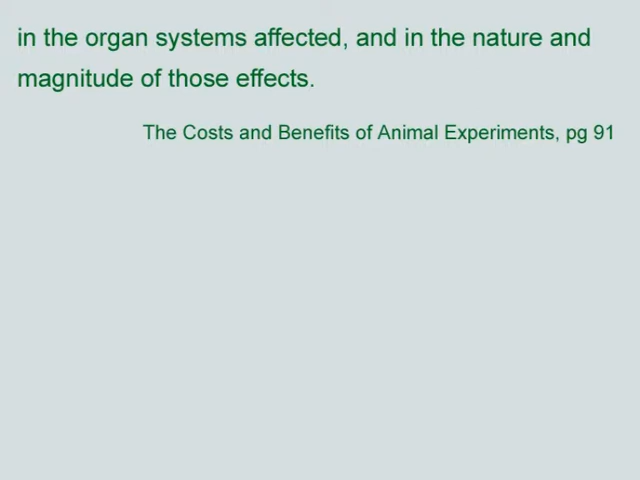 in the organ systems affected, and in the nature and
magnitude of those effects.
The Costs and Benefits of Animal Experiments, pg 91